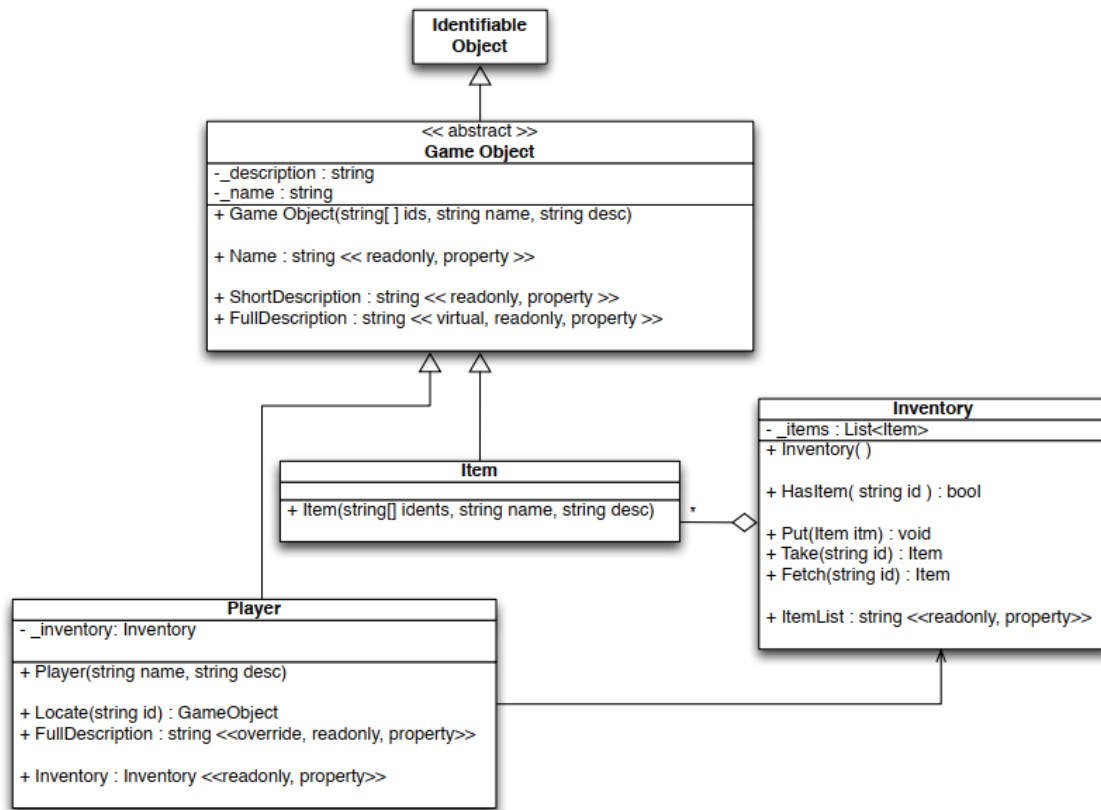 Identifiable
Object
<< abstract >>
Game Object
-_description : string
-_name : string
+ Game Object(string[ ] ids, string name, string desc)
+ Name : string << readonly, property >>
+ ShortDescription : string << readonly, property >>
+ FullDescription : string << virtual, readonly, property >>
Inventory
- _items : List<Item>
+ Inventory( )
+ HasItem( string id ) : bool
+ Put(Item itm) : void
+ Take(string id) : Item
+ Fetch(string id) : Item
+ ItemList : string <<readonly, property>>
Item
+ Item(string[] idents, string name, string desc)
*
Player
- _inventory: Inventory
+ Player(string name, string desc)
+ Locate(string id) : GameObject
+ FullDescription : string <<override, readonly, property>>
+ Inventory : Inventory <<readonly, property>>